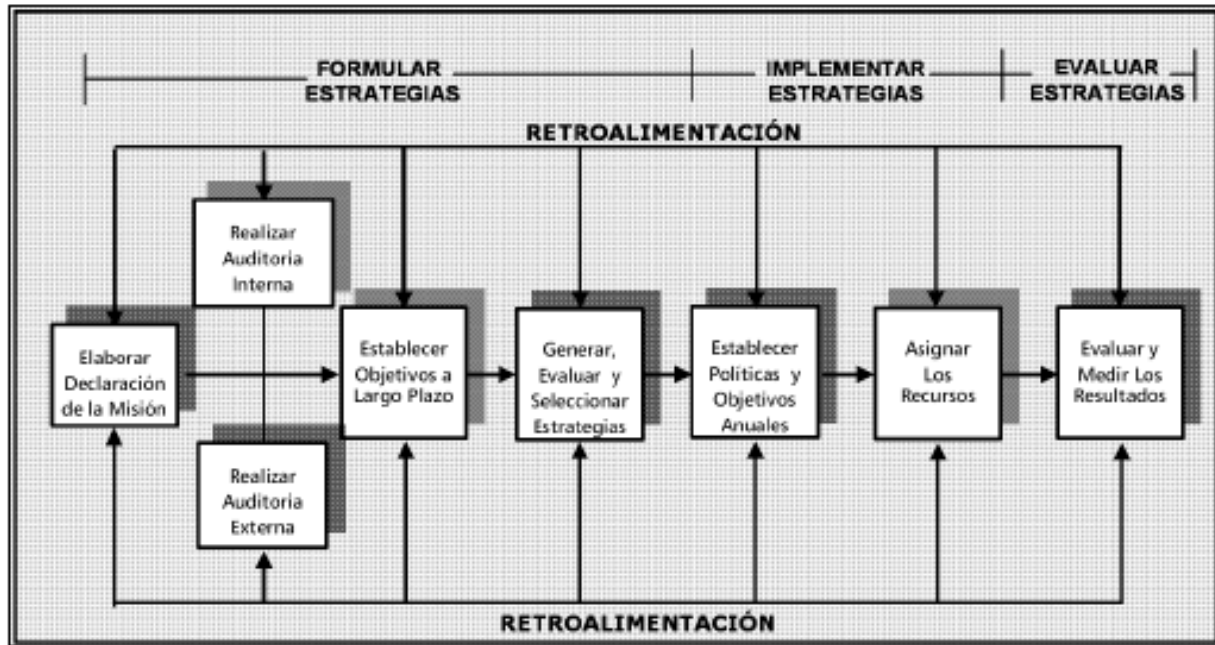 FORMULAR
ESTRATEGIAS
IMPLEMENTAR
ESTRATEGIAS
EVALUAR
ESTRATEGIAS
RETROALIMENTACIÓN
Realizar
Auditoria
Interna
Elaborar
Declaración
de la Misión
Establecer
Objetivos a
Largo Plazo
Generar,
Evaluar y
Seleccionar
Estrategias
Establecer
Políticas y
Objetivos
Anuales
Asignar
Los
Recursos
Evaluar y
Medir Los
Resultados
Realizar
Auditoria
Externa
RETROALIMENTACIÓN